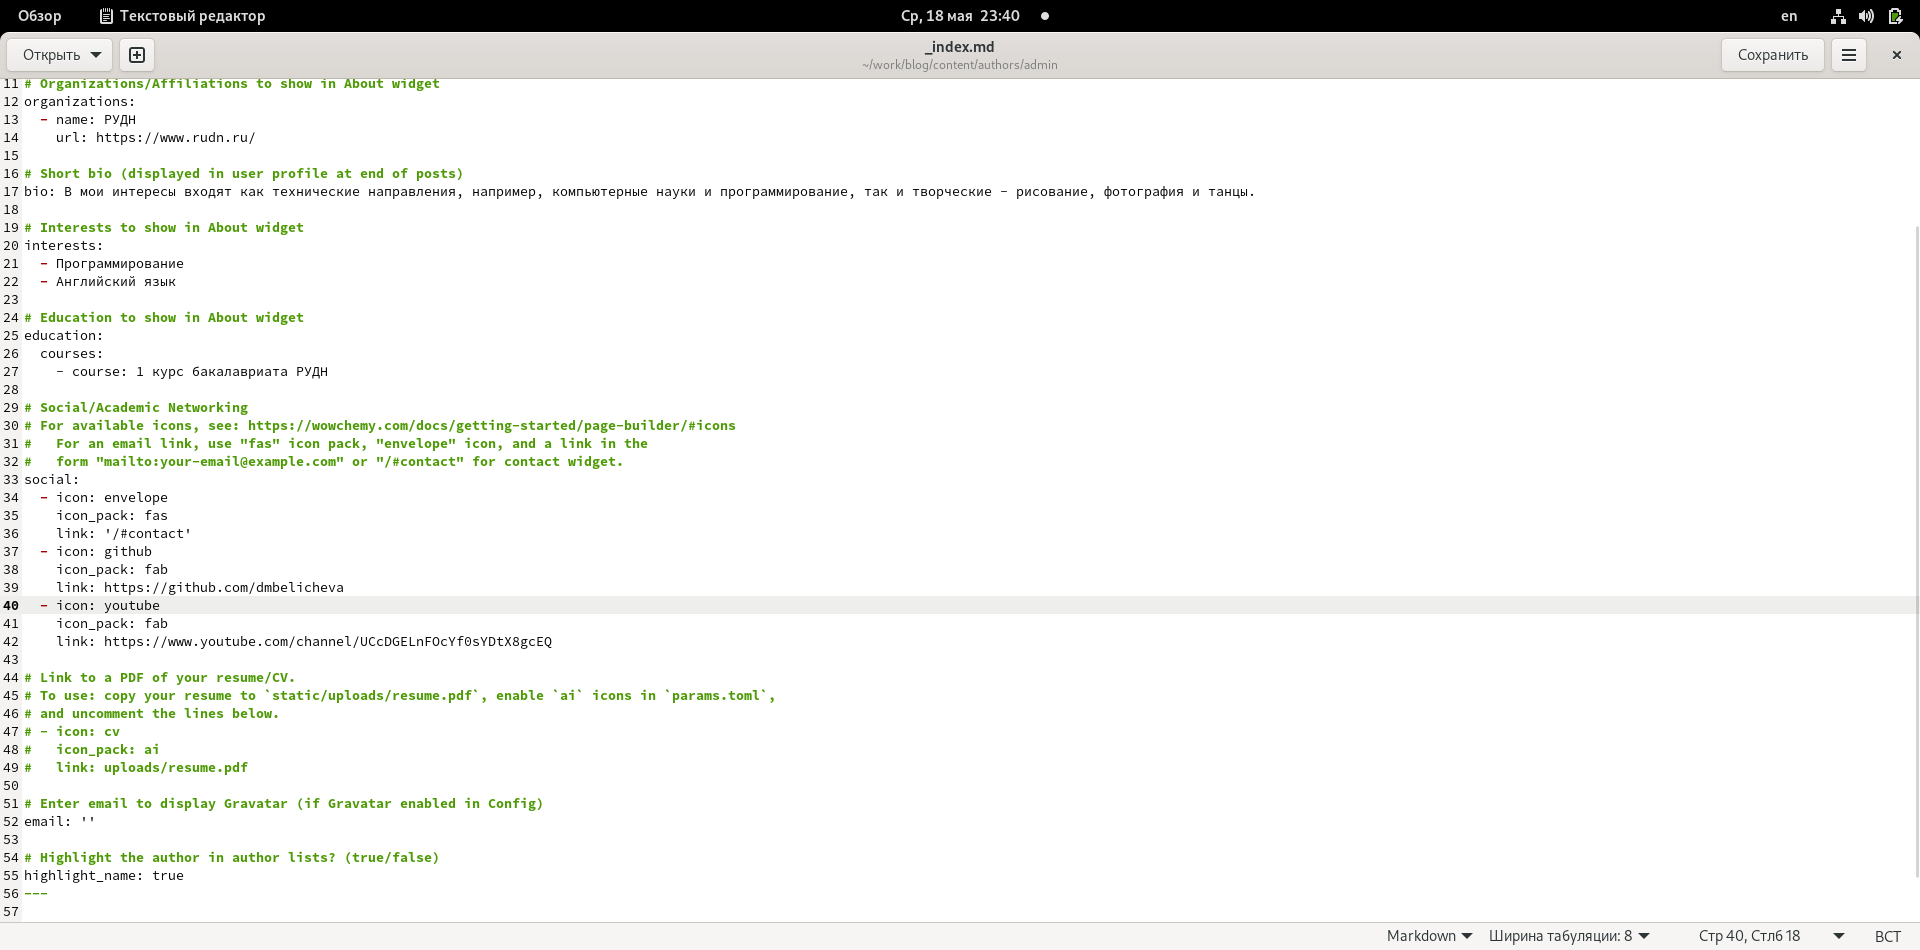 Обзор Текстовый редактор Ср, 18 мая 23:40 en
Открыть _index.md Сохранить
~/work/blog/content/authors/admin
11 # Organizations/Affiliations to show in About widget
12 organizations:
13   - name: РУДН
14     url: https://www.rudn.ru/
15
16 # Short bio (displayed in user profile at end of posts)
17 bio: В мои интересы входят как технические направления, например, компьютерные науки и программирование, так и творческие - рисование, фотография и танцы.
18
19 # Interests to show in About widget
20 interests:
21   - Программирование
22   - Английский язык
23
24 # Education to show in About widget
25 education:
26   courses:
27     - course: 1 курс бакалавриата РУДН
28
29 # Social/Academic Networking
30 # For available icons, see: https://wowchemy.com/docs/getting-started/page-builder/#icons
31 #   For an email link, use "fas" icon pack, "envelope" icon, and a link in the
32 #   form "mailto:your-email@example.com" or "/#contact" for contact widget.
33 social:
34   - icon: envelope
35     icon_pack: fas
36     link: '/#contact'
37   - icon: github
38     icon_pack: fab
39     link: https://github.com/dmbelicheva
40   - icon: youtube
41     icon_pack: fab
42     link: https://www.youtube.com/channel/UCcDGELnFOcYf0sYDtX8gcEQ
43
44 # Link to a PDF of your resume/CV.
45 # To use: copy your resume to `static/uploads/resume.pdf`, enable `ai` icons in `params.toml`,
46 # and uncomment the lines below.
47 # - icon: cv
48 #   icon_pack: ai
49 #   link: uploads/resume.pdf
50
51 # Enter email to display Gravatar (if Gravatar enabled in Config)
52 email: ''
53
54 # Highlight the author in author lists? (true/false)
55 highlight_name: true
56 ---
57
Markdown Ширина табуляции: 8 Стр 40, Стлб 18 ВСТ